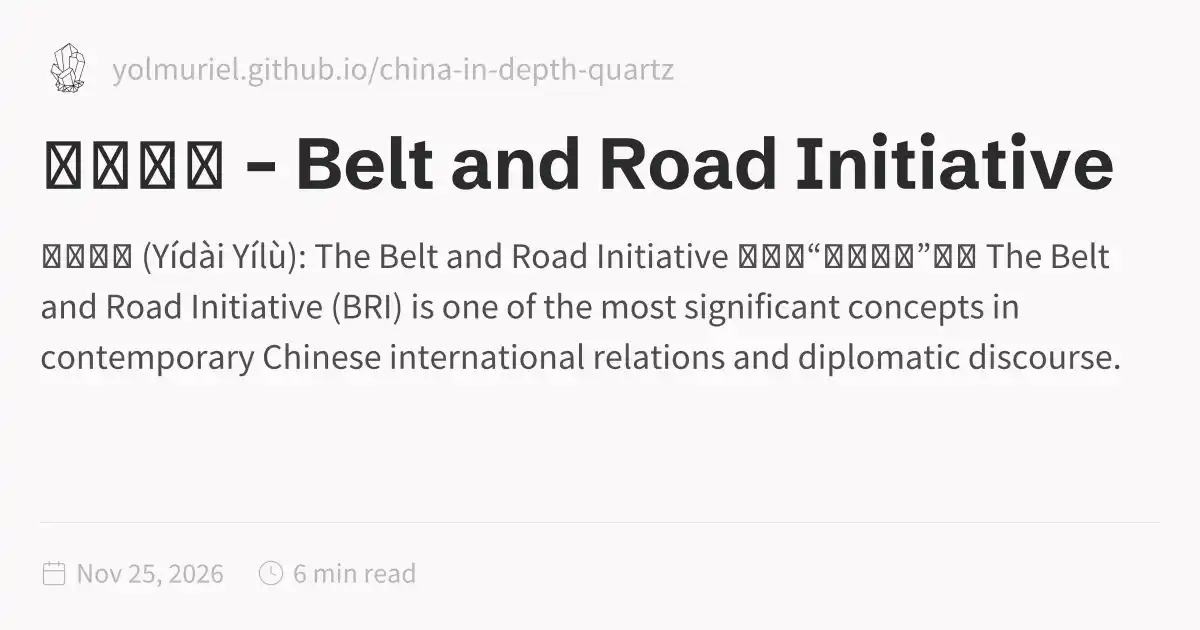 yolmuriel.github.io/china-in-depth-quartz
– Belt and Road Initiative
(Yídài Yílù): The Belt and Road Initiative “ ” The Belt
and Road Initiative (BRI) is one of the most significant concepts in
contemporary Chinese international relations and diplomatic discourse.
Nov 25, 2026 6 min read